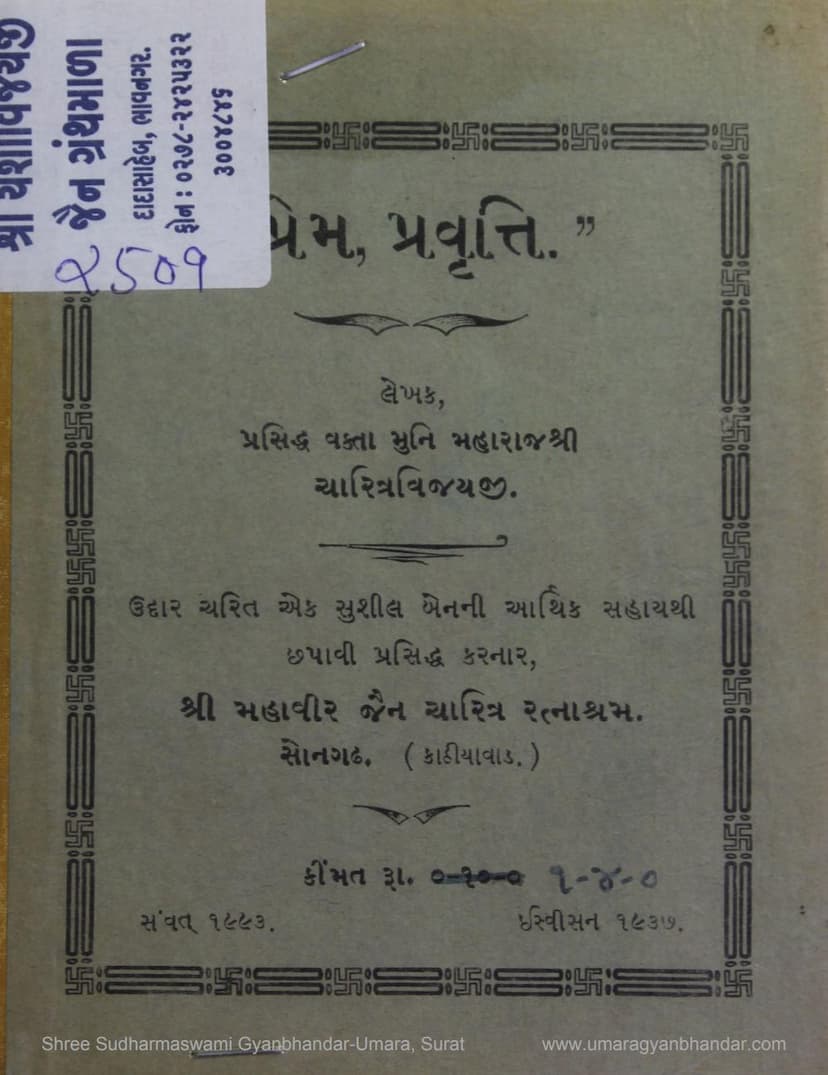 શ્રી યશોવિજયજી
જૈન ગ્રંથમાળા
દાદાસાહેબ, ભાવનગર.
ફોન : ૦૨૭૮-૨૪૨૫૩૨૨
૩૦૦૪૮૪૬
૨૬૦૧
પ્રેમ, પ્રવૃત્તિ.”
લેખક,
પ્રસિદ્ધ વક્તા મુનિ મહારાજશ્રી
ચારિત્રવિજયજી.
ઉદાર ચરિત એક સુશીલ બેનની આર્થિક સહાયથી
છપાવી પ્રસિદ્ધ કરનાર,
શ્રી મહાવીર જૈન ચારિત્ર રત્નાશ્રમ.
સોનગઢ. ( કાઠીયાવાડ. )
કીંમત રૂા. ૦-૧૦-૦ ૧-૪-૦
સંવત્ ૧૯૯૩. ઇસ્વીસન ૧૯૩૭.
Shree Sudharmaswami Gyanbhandar-Umara, Surat www.umaragyanbhandar.com